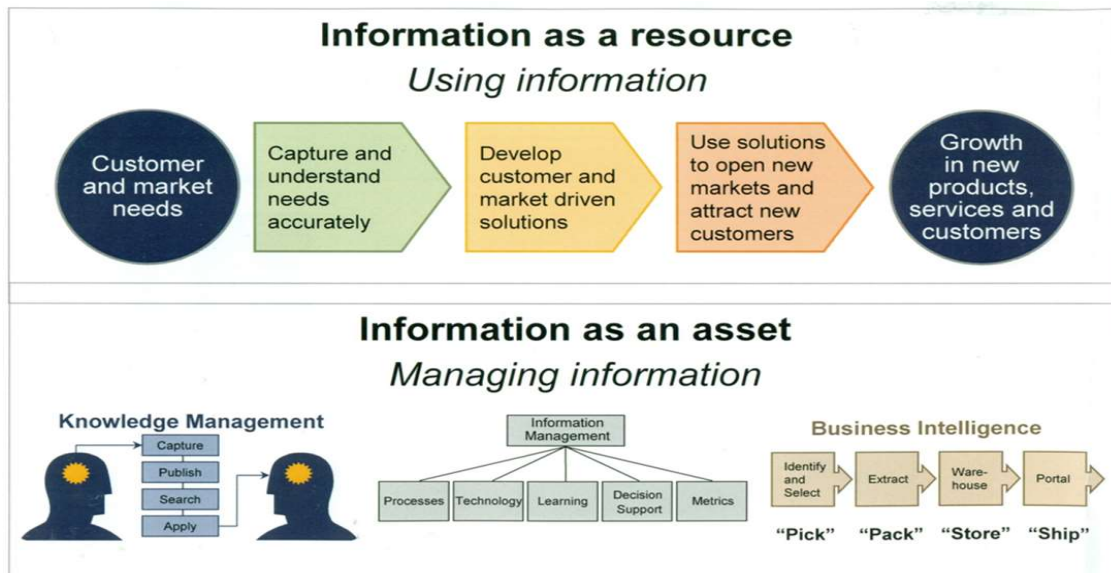 Information as a resource
Using information
Customer
and market
needs
Capture and
understand
needs
accurately
Develop
customer and
market driven
solutions
Use solutions
to open new
markets and
attract new
customers
Growth
in new
products,
services and
customers
Information as an asset
Managing information
Knowledge Management
Capture
Publish
Search
Apply
Information
Management
Processes
Technology
Learning
Decision
Support
Metrics
Business Intelligence
Identify
and
Select
Extract
Ware-
house
Portal
“Pick”
“Pack”
“Store”
“Ship”